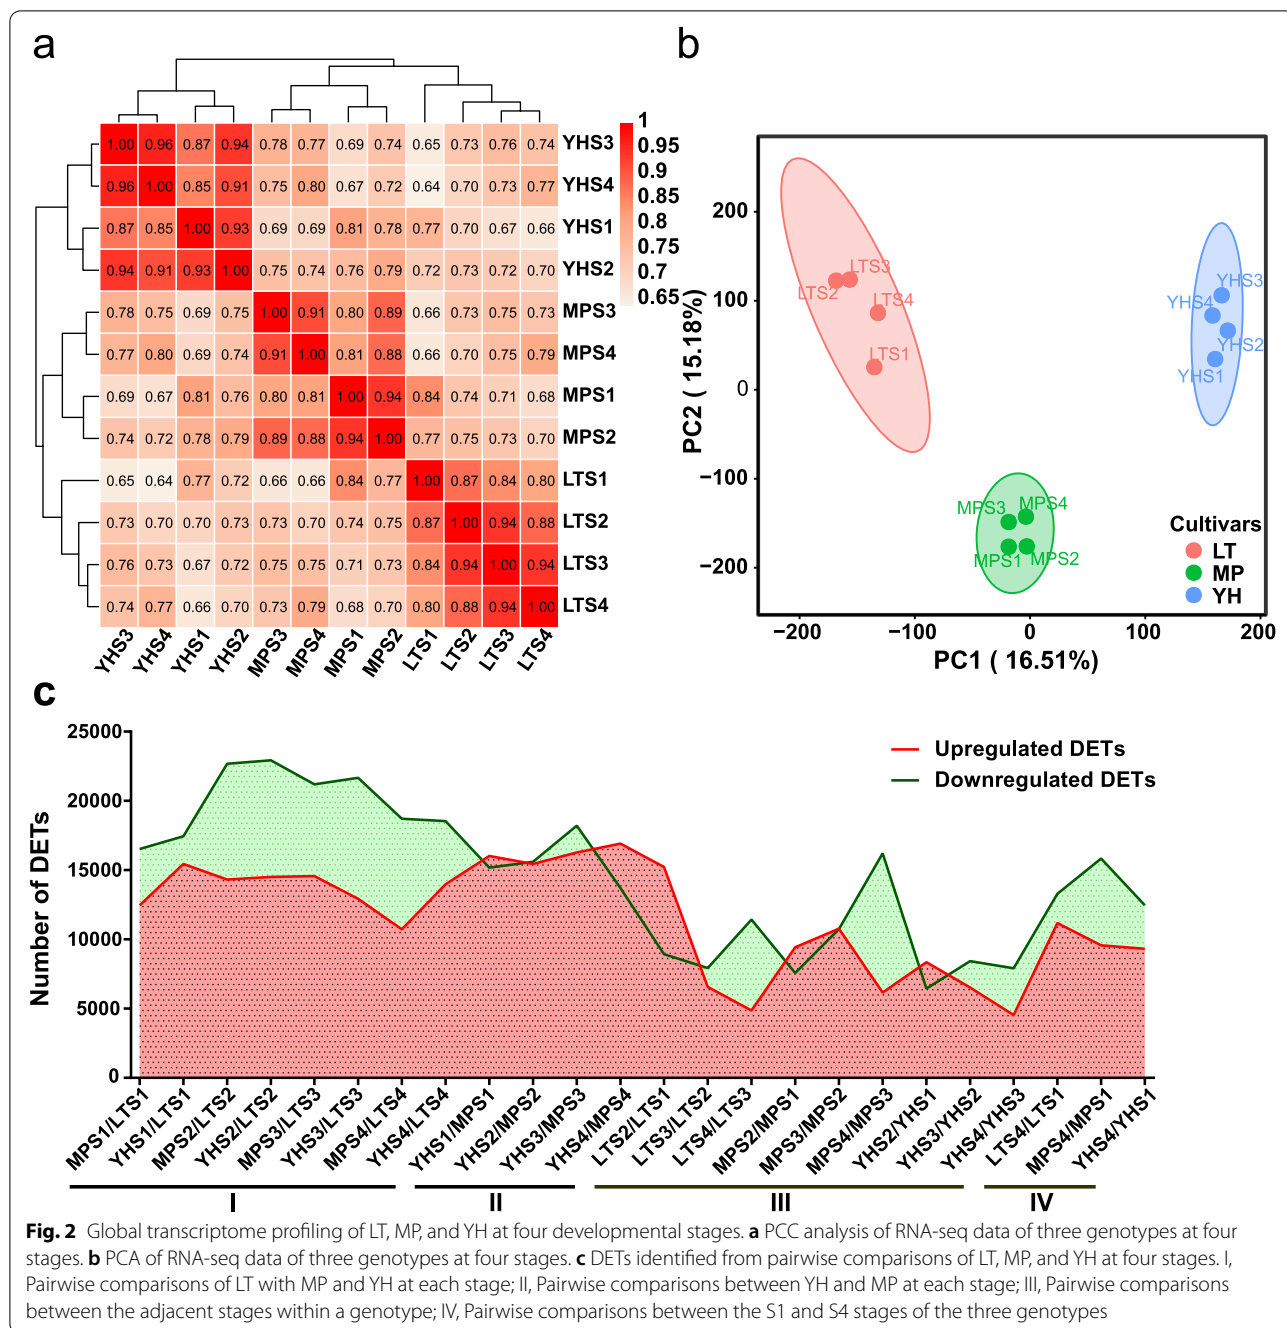 a
1.00 0.96 0.87 0.94 0.78 0.77 0.69 0.74 0.65 0.73 0.76 0.74 YHS3
0.96 1.00 0.85 0.91 0.75 0.80 0.67 0.72 0.64 0.70 0.73 0.77 YHS4
0.87 0.85 1.00 0.93 0.69 0.69 0.81 0.78 0.77 0.70 0.67 0.66 YHS1
0.94 0.91 0.93 1.00 0.75 0.74 0.76 0.79 0.72 0.73 0.72 0.70 YHS2
0.78 0.75 0.69 0.75 1.00 0.91 0.80 0.89 0.66 0.73 0.75 0.73 MPS3
0.77 0.80 0.69 0.74 0.91 1.00 0.81 0.88 0.66 0.70 0.75 0.79 MPS4
0.69 0.67 0.81 0.76 0.80 0.81 1.00 0.94 0.84 0.74 0.71 0.68 MPS1
0.74 0.72 0.78 0.79 0.89 0.88 0.94 1.00 0.77 0.75 0.73 0.70 MPS2
0.65 0.64 0.77 0.72 0.66 0.66 0.84 0.77 1.00 0.87 0.84 0.80 LTS1
0.73 0.70 0.70 0.73 0.73 0.70 0.74 0.75 0.87 1.00 0.94 0.88 LTS2
0.76 0.73 0.67 0.72 0.75 0.75 0.71 0.73 0.84 0.94 1.00 0.94 LTS3
0.74 0.77 0.66 0.70 0.73 0.79 0.68 0.70 0.80 0.88 0.94 1.00 LTS4
YHS3 YHS4 YHS1 YHS2 MPS3 MPS4 MPS1 MPS2 LTS1 LTS2 LTS3 LTS4
1
0.95
0.9
0.85
0.8
0.75
0.7
0.65
b
PC2 ( 15.18%)
200
100
0
−100
−200
LTS3
LTS2
LTS4
LTS1
YHS3
YHS4
YHS2
YHS1
MPS3 MPS4
MPS1 MPS2
Cultivars
LT
MP
YH
−200 −100 0 100 200
PC1 ( 16.51%)
c
Number of DETs
25000
20000
15000
10000
5000
0
Upregulated DETs
Downregulated DETs
MPS1/LTS1 YHS1/LTS1 MPS2/LTS2 YHS2/LTS2 MPS3/LTS3 YHS3/LTS3 MPS4/LTS4 YHS4/LTS4 YHS1/MPS1 YHS2/MPS2 YHS3/MPS3 YHS4/MPS4 LTS2/LTS1 LTS3/LTS2 LTS4/LTS3 MPS2/MPS1 MPS3/MPS2 MPS4/MPS3 YHS2/YHS1 YHS3/YHS2 YHS4/YHS3 LTS4/LTS1 MPS4/MPS1 YHS4/YHS1
I II III IV
Fig. 2 Global transcriptome profiling of LT, MP, and YH at four developmental stages. a PCC analysis of RNA-seq data of three genotypes at four
stages. b PCA of RNA-seq data of three genotypes at four stages. c DETs identified from pairwise comparisons of LT, MP, and YH at four stages. I,
Pairwise comparisons of LT with MP and YH at each stage; II, Pairwise comparisons between YH and MP at each stage; III, Pairwise comparisons
between the adjacent stages within a genotype; IV, Pairwise comparisons between the S1 and S4 stages of the three genotypes